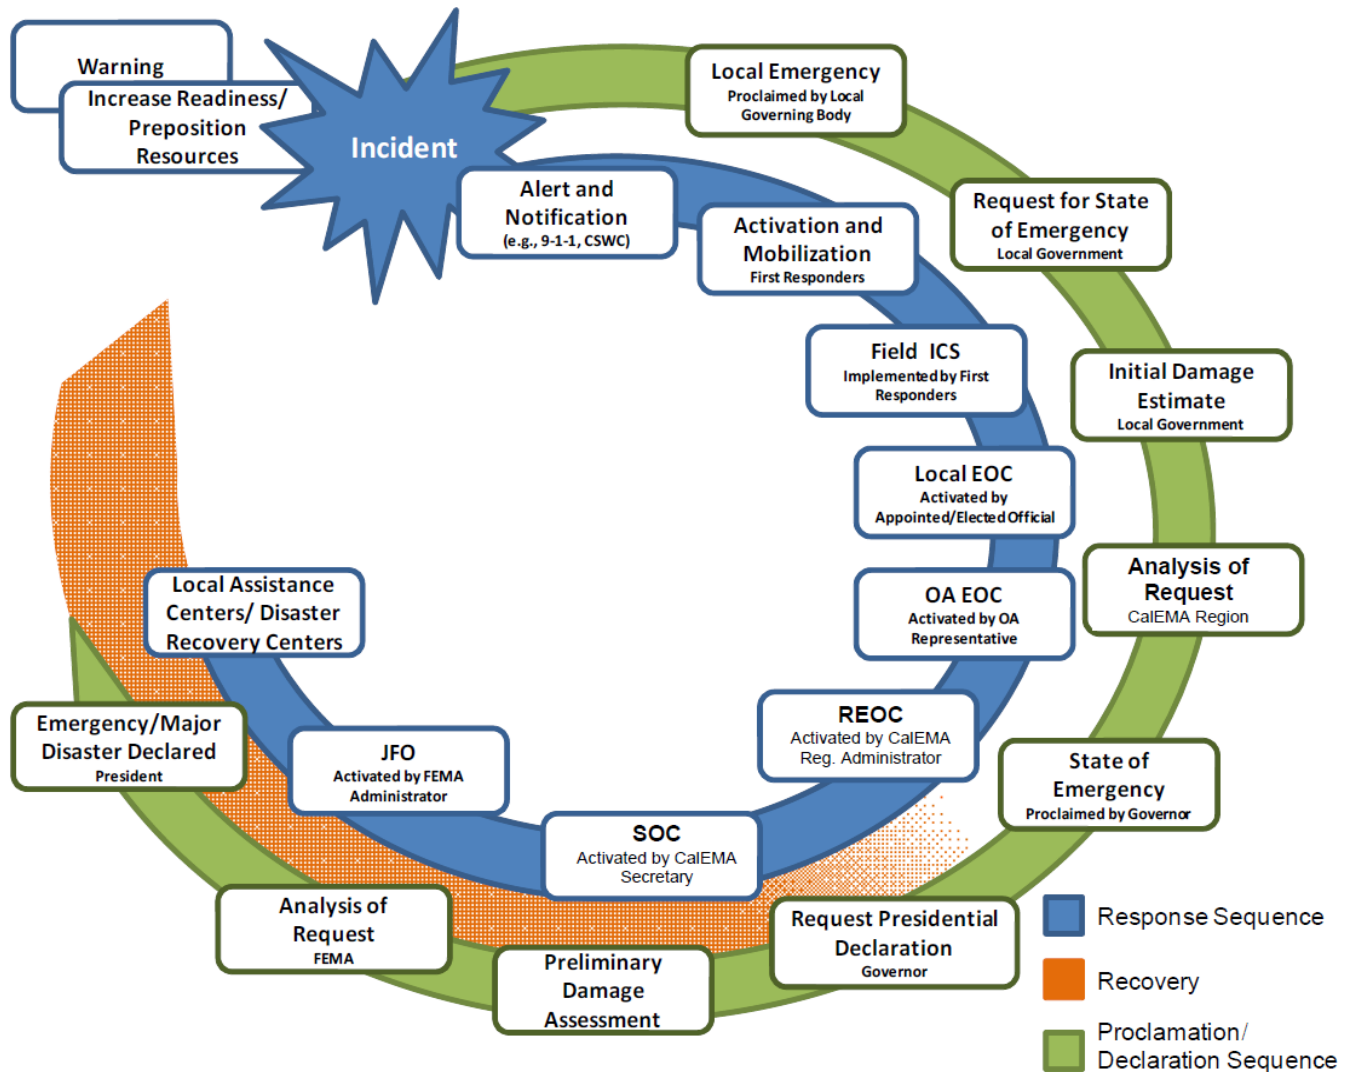 Warning
Increase Readiness/
Preposition
Resources
Incident
Alert and
Notification
(e.g., 9-1-1, CSWC)
Activation and
Mobilization
First Responders
Field ICS
Implemented by First
Responders
Local EOC
Activated by
Appointed/Elected Official
OA EOC
Activated by OA
Representative
REOC
Activated by CalEMA
Reg. Administrator
SOC
Activated by CalEMA
Secretary
JFO
Activated by FEMA
Administrator
Local Assistance
Centers/ Disaster
Recovery Centers
Local Emergency
Proclaimed by Local
Governing Body
Request for State
of Emergency
Local Government
Initial Damage
Estimate
Local Government
Analysis of
Request
CalEMA Region
State of
Emergency
Proclaimed by Governor
Request Presidential
Declaration
Governor
Preliminary
Damage
Assessment
Analysis of
Request
FEMA
Emergency/Major
Disaster Declared
President
Response Sequence
Recovery
Proclamation/
Declaration Sequence